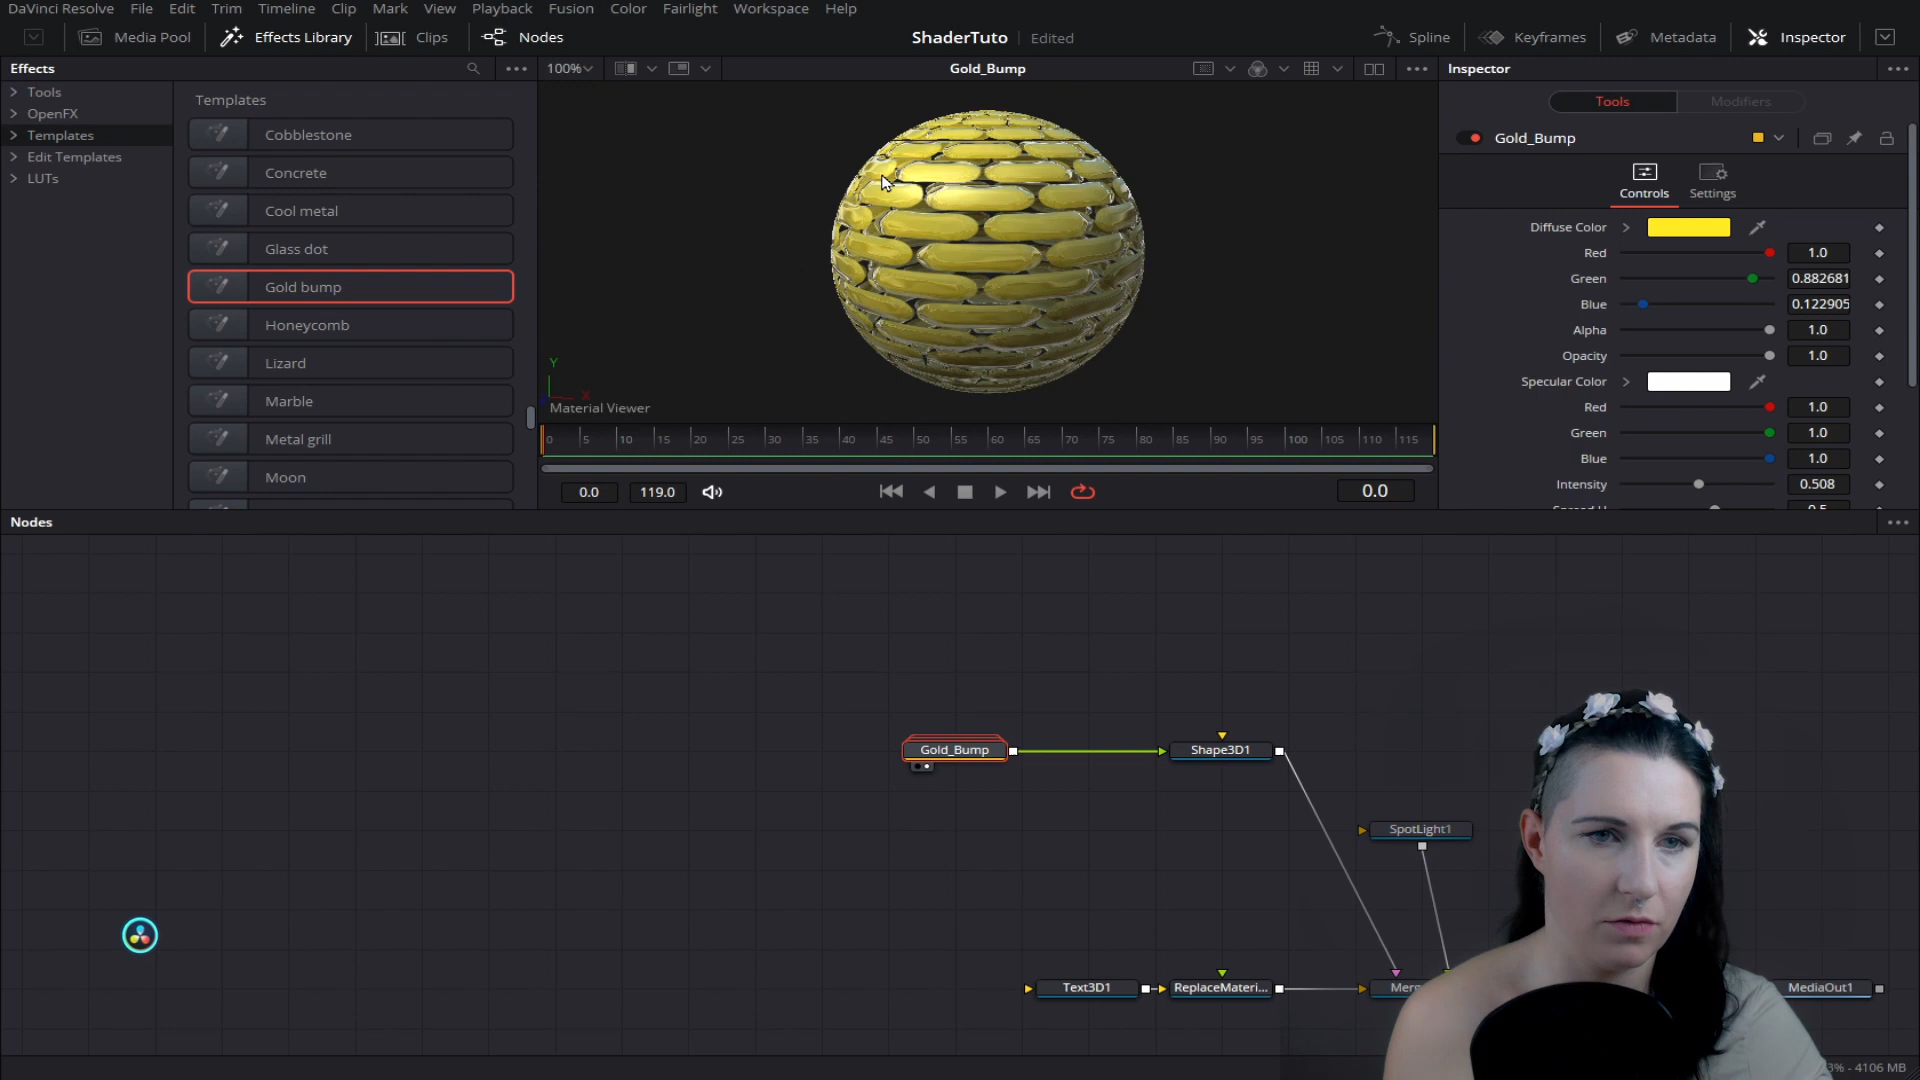 DaVinci Resolve File Edit Trim Timeline Clip Mark View Playback Fusion Color Fairlight Workspace Help
Media Pool Effects Library Clips Nodes ShaderTuto Edited Spline Keyframes Metadata Inspector
Effects
100%
Gold_Bump
Inspector
Tools
OpenFX
Templates
Edit Templates
LUTs
Templates
Cobblestone
Concrete
Cool metal
Glass dot
Gold bump
Honeycomb
Lizard
Marble
Metal grill
Moon
Y
X
Material Viewer
0 5 10 15 20 25 30 35 40 45 50 55 60 65 70 75 80 85 90 95 100 105 110 115
0.0 119.0 0.0
Tools Modifiers
Gold_Bump
Controls Settings
Diffuse Color
Red 1.0
Green 0.882681
Blue 0.122905
Alpha 1.0
Opacity 1.0
Specular Color
Red 1.0
Green 1.0
Blue 1.0
Intensity 0.508
Nodes
Gold_Bump Shape3D1
SpotLight1
Text3D1 ReplaceMateri... MediaOut1
4106 MB